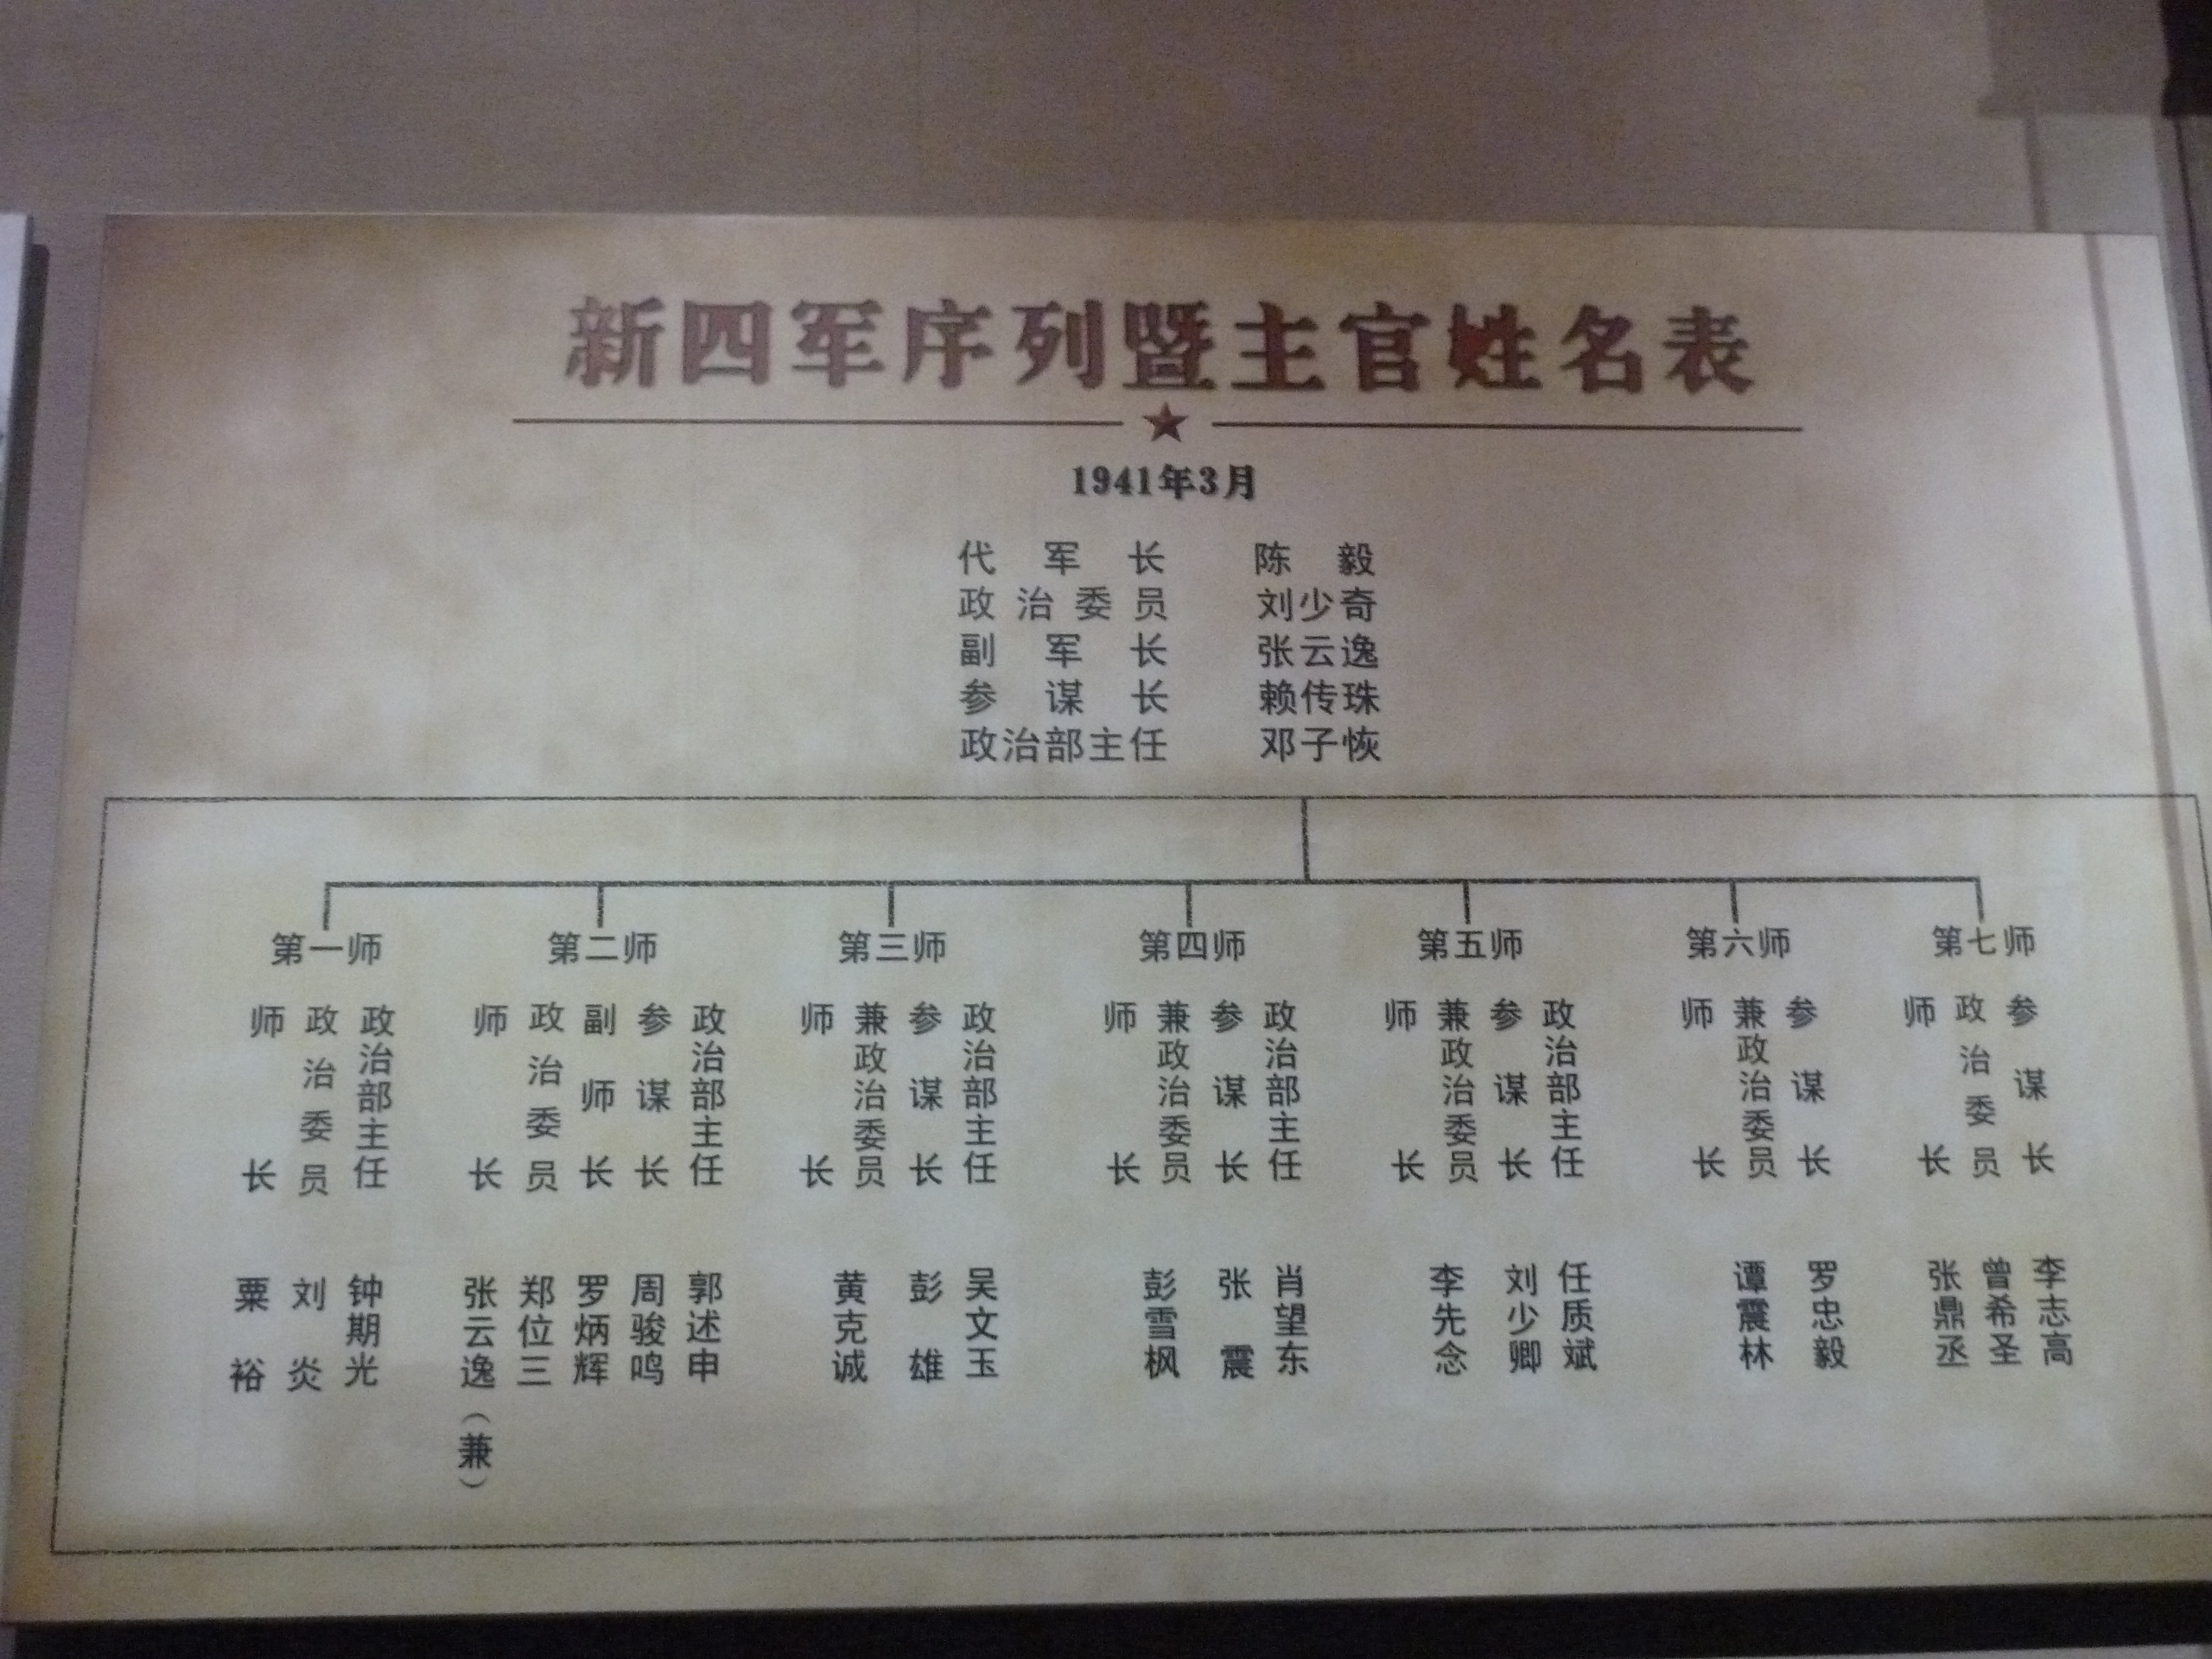 新四军序列暨主官姓名表
1941年3月
代军长 陈毅
政治委员 刘少奇
副军长 张云逸
参谋长 赖传珠
政治部主任 邓子恢
第一师
师长 粟裕
政治委员 刘炎
政治部主任 钟期光
第二师
师长 张云逸（兼）
政治委员 郑位三
副师长 罗炳辉
参谋长 周骏鸣
政治部主任 郭述申
第三师
师长兼政治委员 黄克诚
参谋长 彭雄
政治部主任 吴文玉
第四师
师长兼政治委员 彭雪枫
参谋长 张震
政治部主任 肖望东
第五师
师长兼政治委员 李先念
参谋长 刘少卿
政治部主任 任质斌
第六师
师长兼政治委员 谭震林
参谋长 罗忠毅
第七师
师长 张鼎丞
政治委员 曾希圣
参谋长 李志高